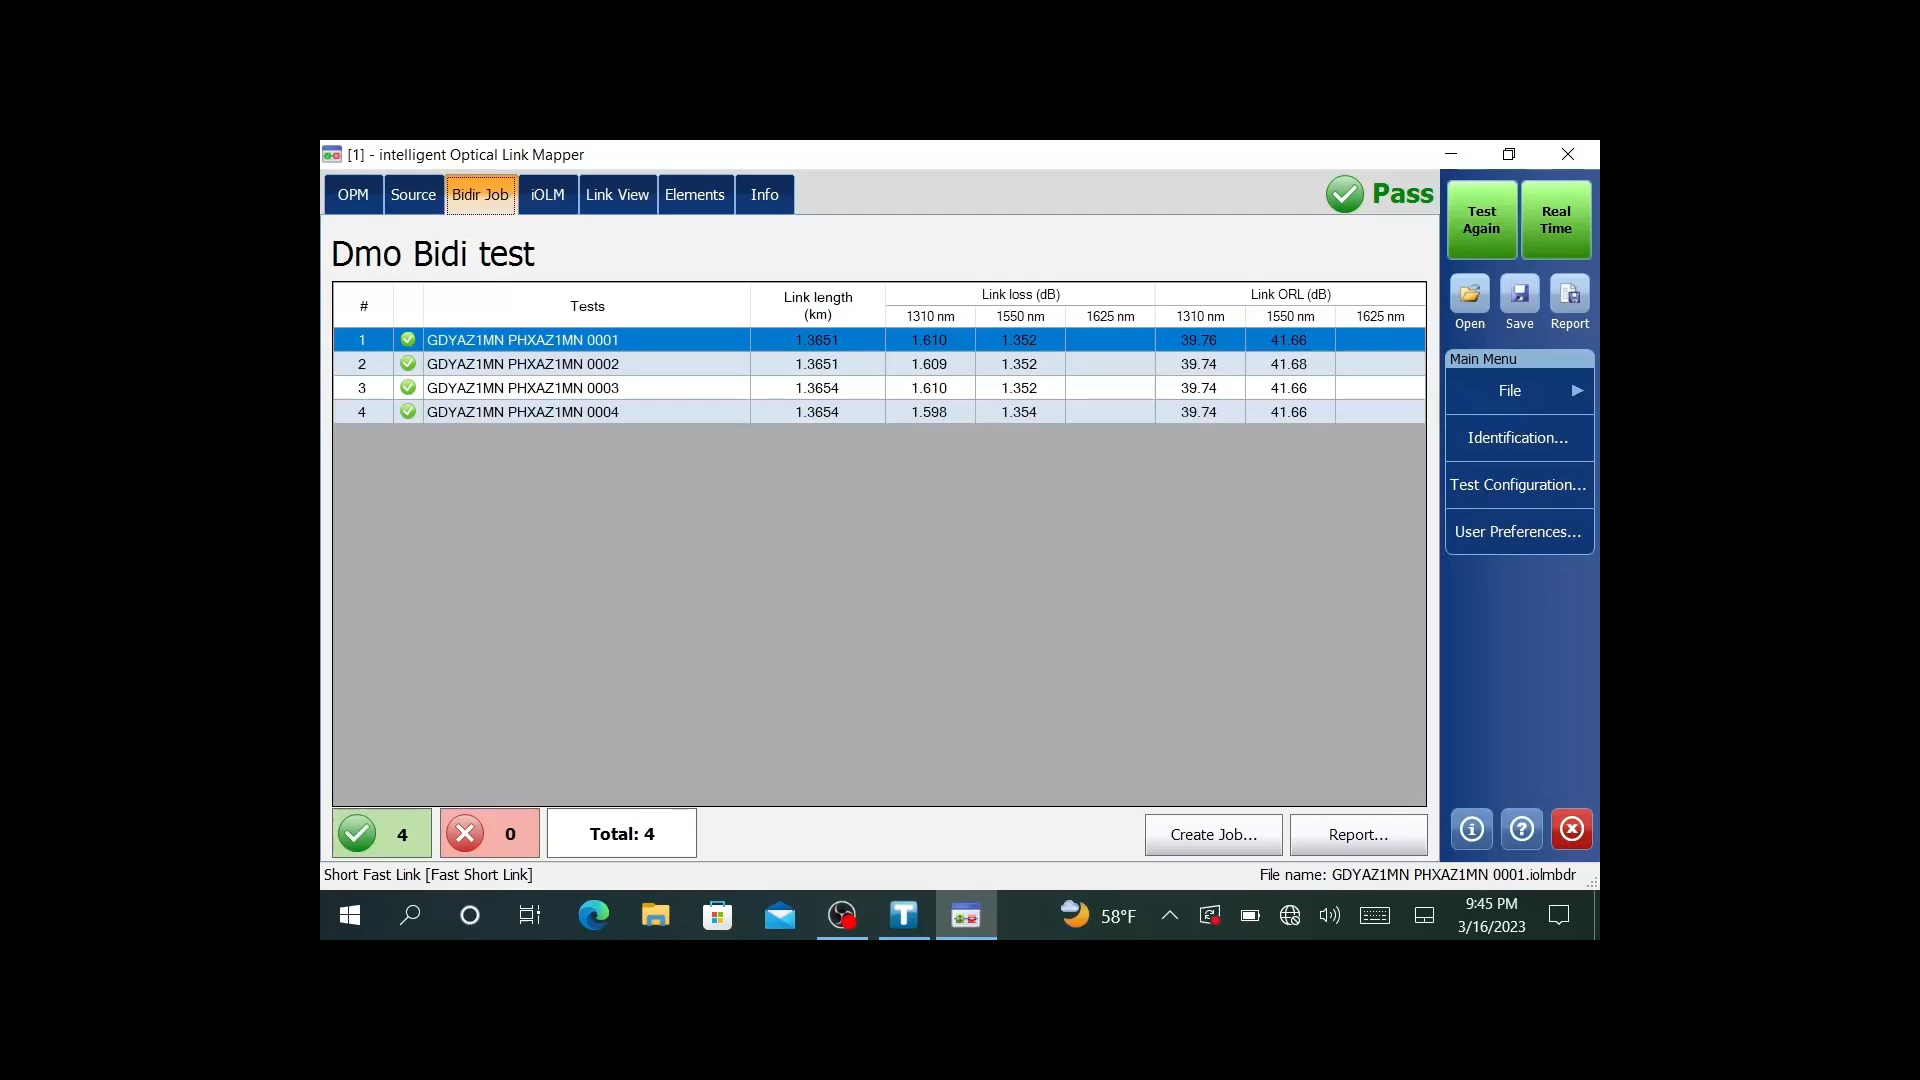 [1] - intelligent Optical Link Mapper
OPM Source Bidir Job iOLM Link View Elements Info
Pass
Test Again
Real Time
Dmo Bidi test
Open Save Report
# Tests Link length (km) Link loss (dB) Link ORL (dB)
1310 nm 1550 nm 1625 nm 1310 nm 1550 nm 1625 nm
1 GDYAZ1MN PHXAZ1MN 0001 1.3651 1.610 1.352 39.76 41.66
2 GDYAZ1MN PHXAZ1MN 0002 1.3651 1.609 1.352 39.74 41.68
3 GDYAZ1MN PHXAZ1MN 0003 1.3654 1.610 1.352 39.74 41.66
4 GDYAZ1MN PHXAZ1MN 0004 1.3654 1.598 1.354 39.74 41.66
Main Menu
File
Identification...
Test Configuration...
User Preferences...
4
0
Total: 4
Create Job...
Report...
Short Fast Link [Fast Short Link]
File name: GDYAZ1MN PHXAZ1MN 0001.iolmbdr
58°F
9:45 PM
3/16/2023